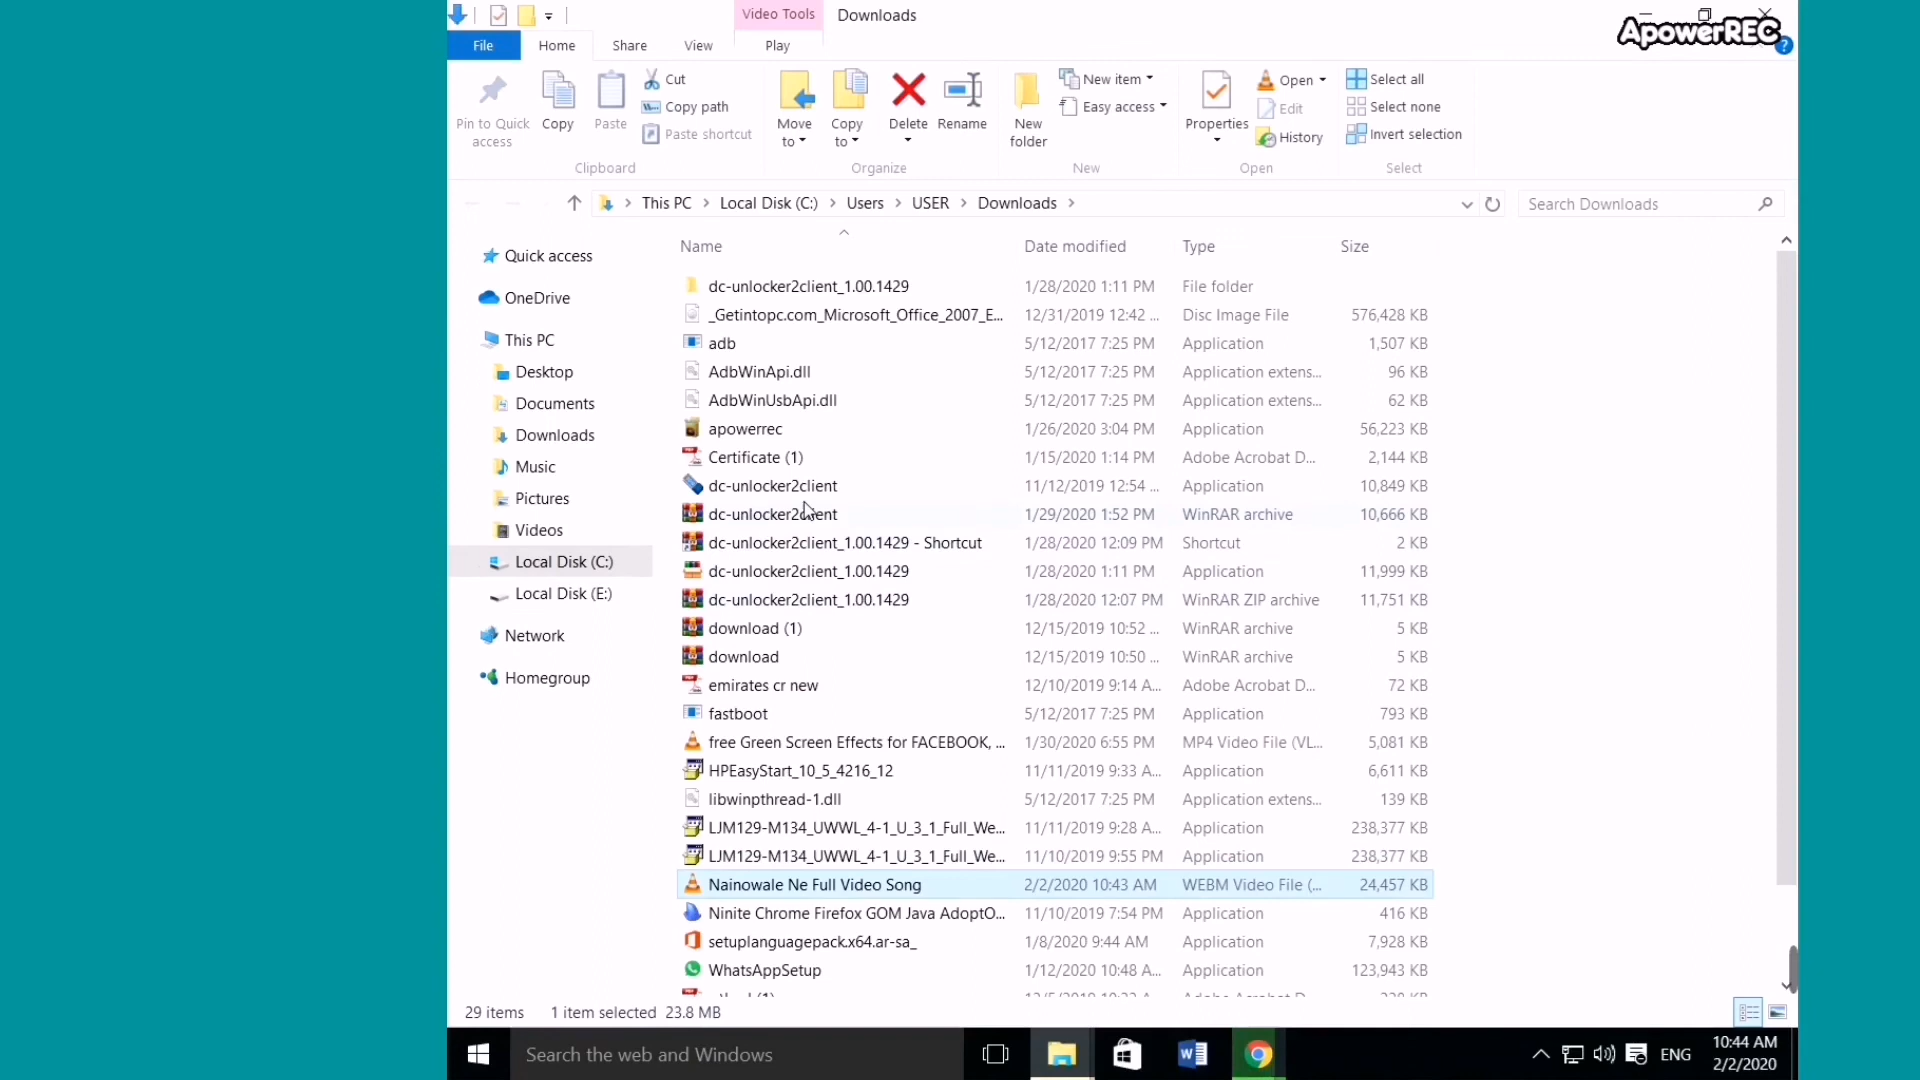 Video Tools
Downloads
ApowerREC
File
Home
Share
View
Play
Pin to Quick access
Copy
Paste
Cut
Copy path
Paste shortcut
Clipboard
Move to
Copy to
Delete
Rename
Organize
New folder
New item
Easy access
New
Properties
Open
Edit
History
Open
Select all
Select none
Invert selection
Select
This PC > Local Disk (C:) > Users > USER > Downloads >
Search Downloads
Quick access
OneDrive
This PC
Desktop
Documents
Downloads
Music
Pictures
Videos
Local Disk (C:)
Local Disk (E:)
Network
Homegroup
Name Date modified Type Size
dc-unlocker2client_1.00.1429 1/28/2020 1:11 PM File folder
_Getintopc.com_Microsoft_Office_2007_E... 12/31/2019 12:42 ... Disc Image File 576,428 KB
adb 5/12/2017 7:25 PM Application 1,507 KB
AdbWinApi.dll 5/12/2017 7:25 PM Application extens... 96 KB
AdbWinUsbApi.dll 5/12/2017 7:25 PM Application extens... 62 KB
apowerrec 1/26/2020 3:04 PM Application 56,223 KB
Certificate (1) 1/15/2020 1:14 PM Adobe Acrobat D... 2,144 KB
dc-unlocker2client 11/12/2019 12:54 ... Application 10,849 KB
dc-unlocker2client 1/29/2020 1:52 PM WinRAR archive 10,666 KB
dc-unlocker2client_1.00.1429 - Shortcut 1/28/2020 12:09 PM Shortcut 2 KB
dc-unlocker2client_1.00.1429 1/28/2020 1:11 PM Application 11,999 KB
dc-unlocker2client_1.00.1429 1/28/2020 12:07 PM WinRAR ZIP archive 11,751 KB
download (1) 12/15/2019 10:52 ... WinRAR archive 5 KB
download 12/15/2019 10:50 ... WinRAR archive 5 KB
emirates cr new 12/10/2019 9:14 A... Adobe Acrobat D... 72 KB
fastboot 5/12/2017 7:25 PM Application 793 KB
free Green Screen Effects for FACEBOOK, ... 1/30/2020 6:55 PM MP4 Video File (VL... 5,081 KB
HPEasyStart_10_5_4216_12 11/11/2019 9:33 A... Application 6,611 KB
libwinpthread-1.dll 5/12/2017 7:25 PM Application extens... 139 KB
LJM129-M134_UWWL_4-1_U_3_1_Full_We... 11/11/2019 9:28 A... Application 238,377 KB
LJM129-M134_UWWL_4-1_U_3_1_Full_We... 11/10/2019 9:55 PM Application 238,377 KB
Nainowale Ne Full Video Song 2/2/2020 10:43 AM WEBM Video File (... 24,457 KB
Ninite Chrome Firefox GOM Java AdoptO... 11/10/2019 7:54 PM Application 416 KB
setuplanguagepack.x64.ar-sa_ 1/8/2020 9:44 AM Application 7,928 KB
WhatsAppSetup 1/12/2020 10:48 A... Application 123,943 KB
29 items 1 item selected 23.8 MB
Search the web and Windows
ENG
10:44 AM
2/2/2020